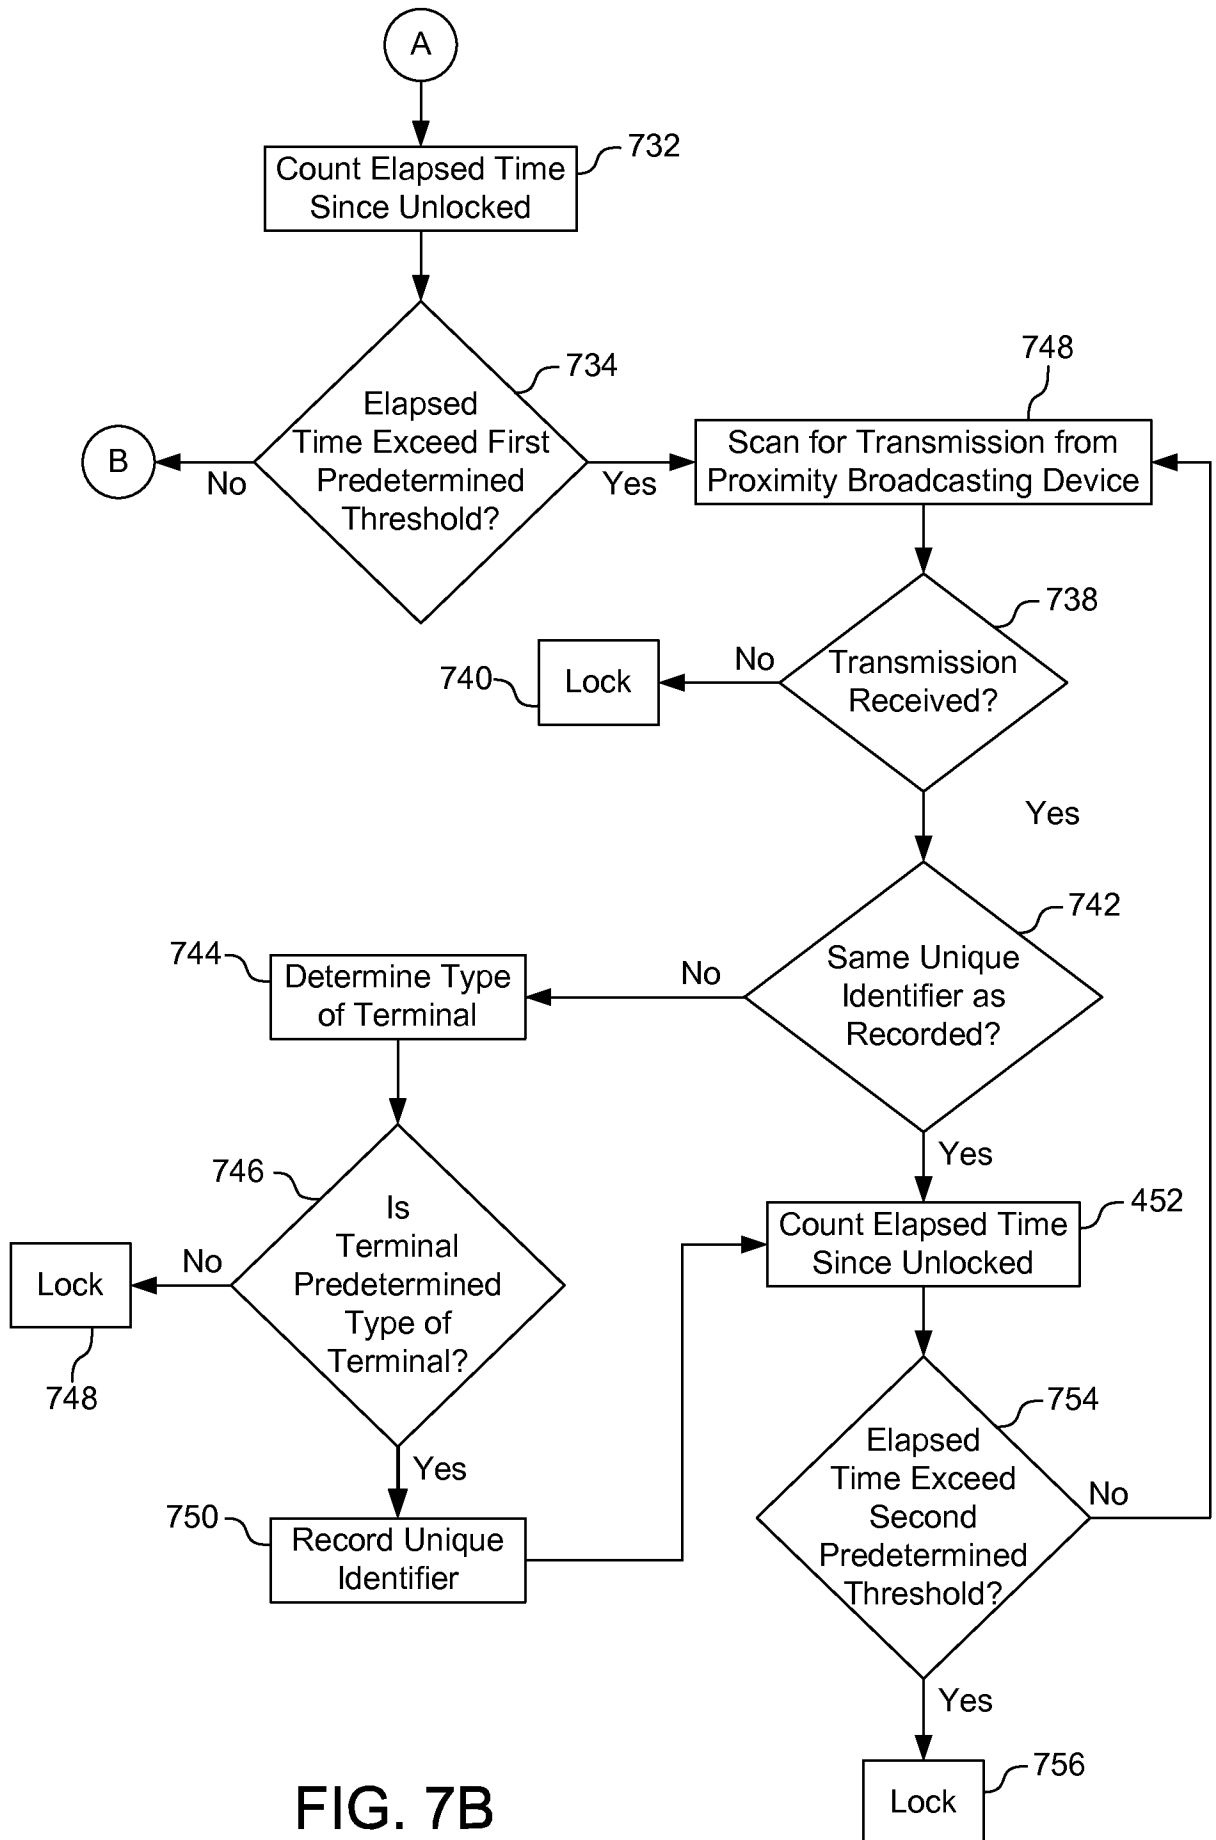 A
732
Count Elapsed Time
Since Unlocked
734
Elapsed
Time Exceed First
Predetermined
Threshold?
B
No
Yes
748
Scan for Transmission from
Proximity Broadcasting Device
738
Transmission
Received?
No
740
Lock
Yes
742
Same Unique
Identifier as
Recorded?
No
744
Determine Type
of Terminal
746
Is
Terminal
Predetermined
Type of
Terminal?
No
Lock
748
Yes
750
Record Unique
Identifier
Yes
452
Count Elapsed Time
Since Unlocked
754
Elapsed
Time Exceed
Second
Predetermined
Threshold?
No
Yes
756
Lock
FIG. 7B